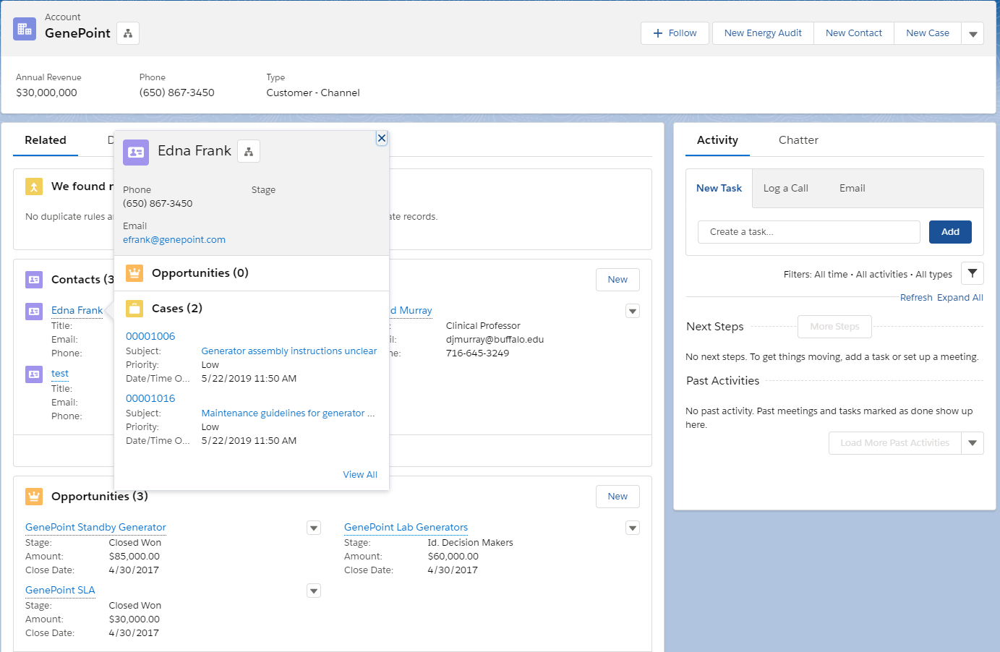 Account
GenePoint
Follow
New Energy Audit
New Contact
New Case
Annual Revenue
$30,000,000
Phone
(650) 867-3450
Type
Customer - Channel
Related
D
We found
No duplicate rules
ate records.
Contacts (3
New
Edna Frank
Title:
Email:
Phone:
test
Title:
Email:
Phone:
d Murray
Clinical Professor
il: djmurray@buffalo.edu
ne: 716-645-3249
Edna Frank
Phone
(650) 867-3450
Stage
Email
efrank@genepoint.com
Opportunities (0)
Cases (2)
00001006
Subject: Generator assembly instructions unclear
Priority: Low
Date/Time O... 5/22/2019 11:50 AM
00001016
Subject: Maintenance guidelines for generator ...
Priority: Low
Date/Time O... 5/22/2019 11:50 AM
View All
Opportunities (3)
New
GenePoint Standby Generator
Stage: Closed Won
Amount: $85,000.00
Close Date: 4/30/2017
GenePoint Lab Generators
Stage: Id. Decision Makers
Amount: $60,000.00
Close Date: 4/30/2017
GenePoint SLA
Stage: Closed Won
Amount: $30,000.00
Close Date: 4/30/2017
Activity
Chatter
New Task
Log a Call
Email
Create a task...
Add
Filters: All time • All activities • All types
Refresh Expand All
Next Steps
More Steps
No next steps. To get things moving, add a task or set up a meeting.
Past Activities
No past activity. Past meetings and tasks marked as done show up
here.
Load More Past Activities